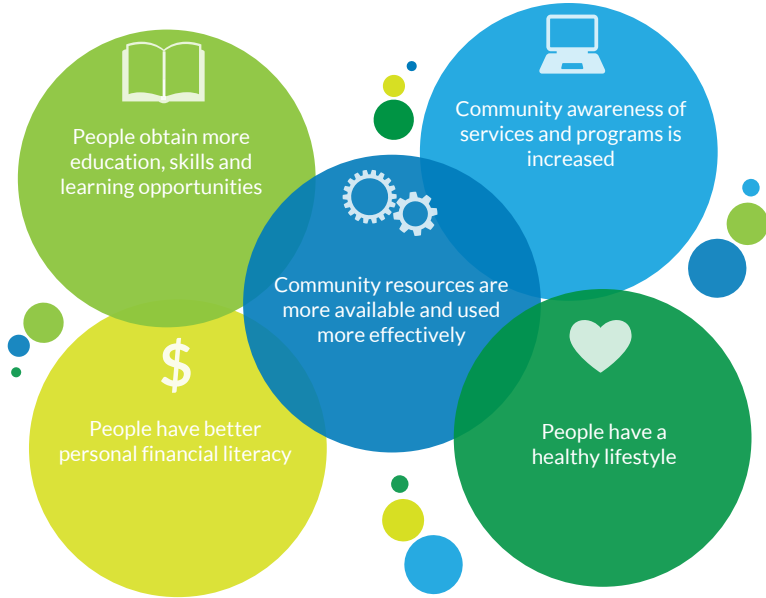 People obtain more
education, skills and
learning opportunities
Community awareness of
services and programs is
increased
Community resources are
more available and used
more effectively
$
People have better
personal financial literacy
People have a
healthy lifestyle